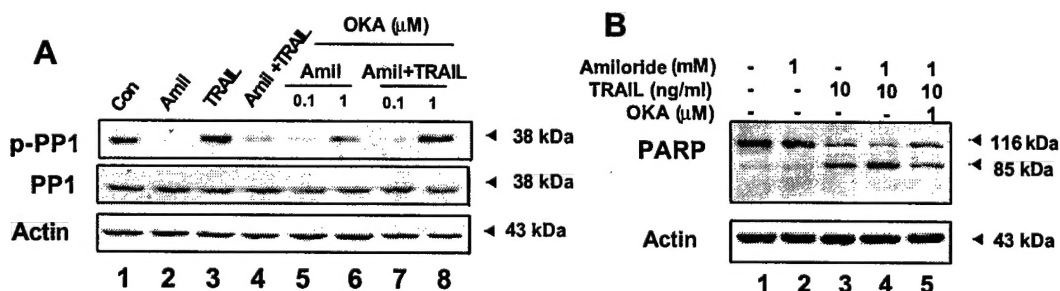 A
OKA (μM)
Con
Amil
TRAIL
Amil +TRAIL
Amil
Amil+TRAIL
0.1 1 0.1 1
p-PP1
◄ 38 kDa
PP1
◄ 38 kDa
Actin
◄ 43 kDa
1 2 3 4 5 6 7 8
B
Amiloride (mM) - 1 - 1 1
TRAIL (ng/ml) - - 10 10 10
OKA (μM) - - - - 1
PARP
◄ 116 kDa
◄ 85 kDa
Actin
◄ 43 kDa
1 2 3 4 5